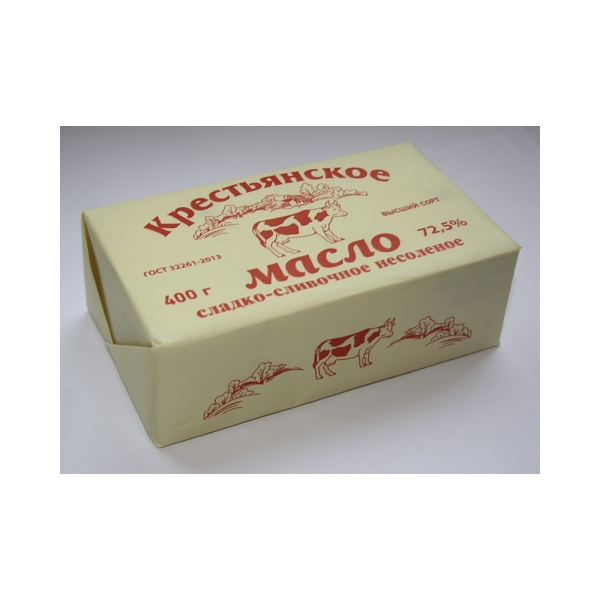 Крестьянское
ВЫСШИЙ СОРТ
ГОСТ 32261-2013
масло
72,5%
400 г
сладко-сливочное несоленое